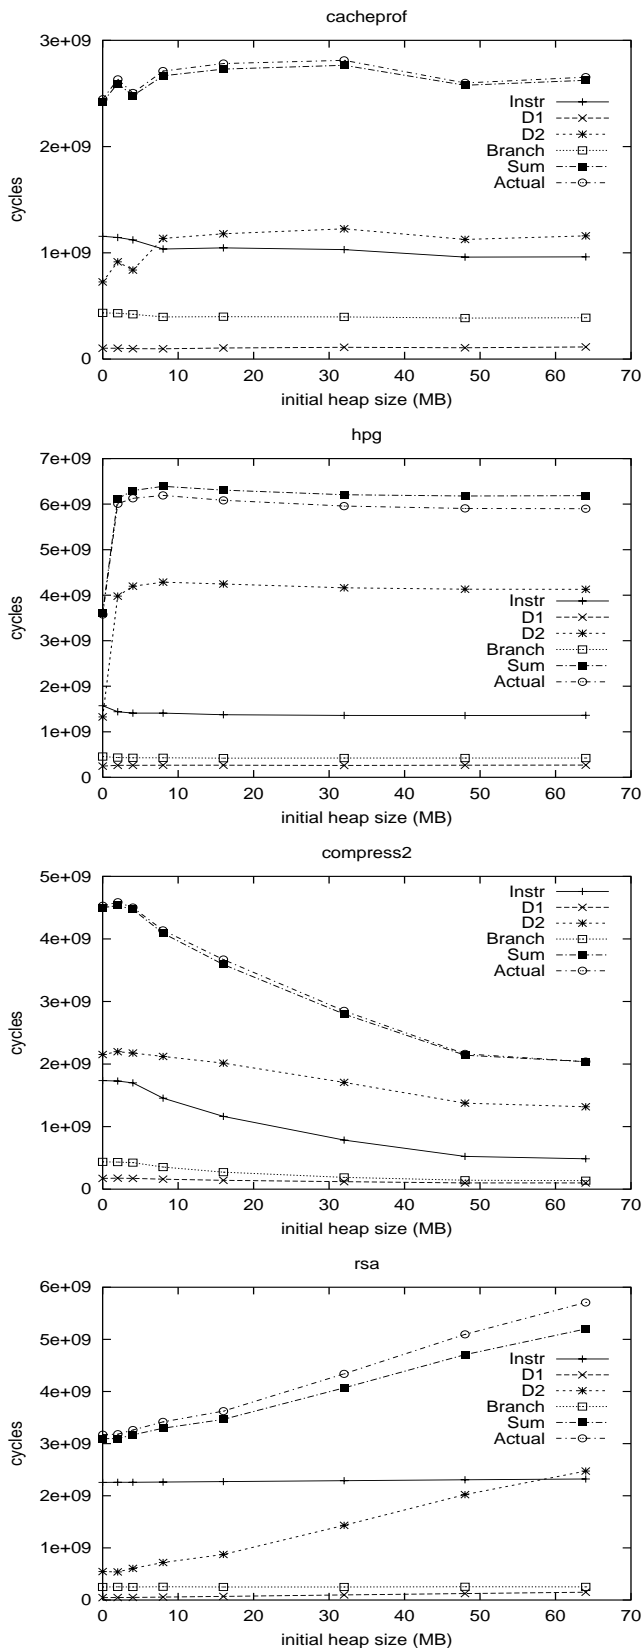 cacheprof
3e+09
Instr
D1
D2
Branch
Sum
Actual
2e+09
cycles
1e+09
0
0 10 20 30 40 50 60 70
initial heap size (MB)
hpg
7e+09
6e+09
5e+09
4e+09
Instr
D1
D2
Branch
Sum
Actual
cycles
3e+09
2e+09
1e+09
0
0 10 20 30 40 50 60 70
initial heap size (MB)
compress2
5e+09
Instr
D1
D2
Branch
Sum
Actual
4e+09
3e+09
cycles
2e+09
1e+09
0
0 10 20 30 40 50 60 70
initial heap size (MB)
rsa
6e+09
5e+09
Instr
D1
D2
Branch
Sum
Actual
4e+09
3e+09
cycles
2e+09
1e+09
0
0 10 20 30 40 50 60 70
initial heap size (MB)